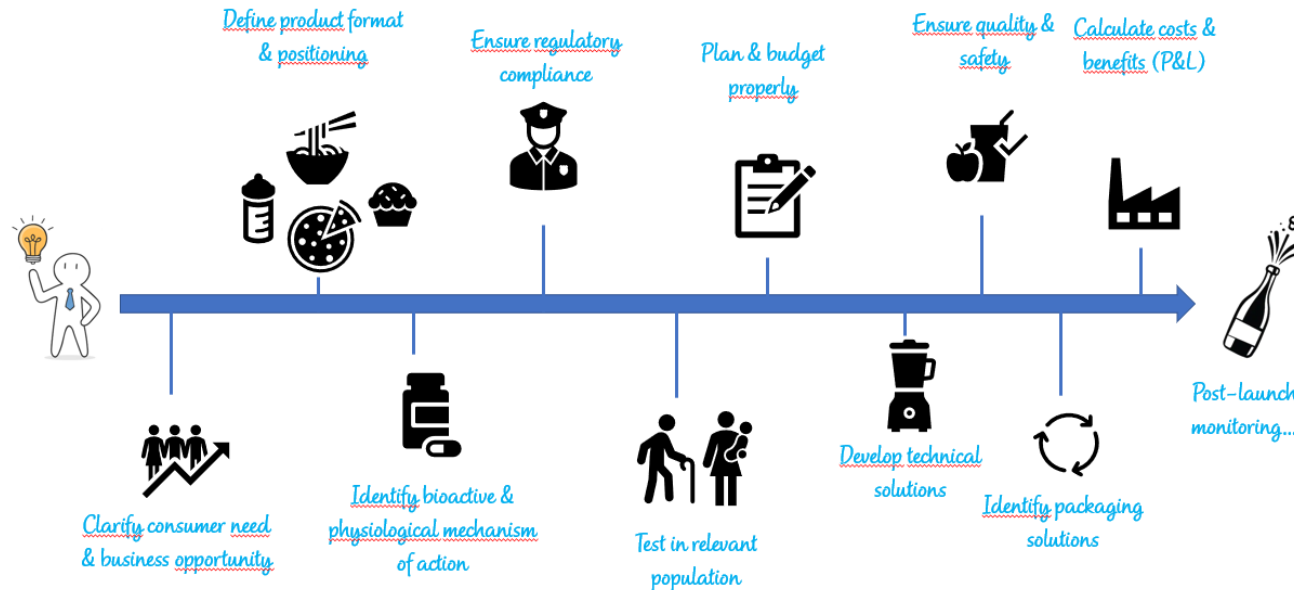 Define product format
& positioning
Ensure regulatory
compliance
Plan & budget
properly
Ensure quality &
safety
Calculate costs &
benefits (P&L)
Clarify consumer need
& business opportunity
Identify bioactive &
physiological mechanism
of action
Test in relevant
population
Develop technical
solutions
Identify packaging
solutions
Post-launch
monitoring...